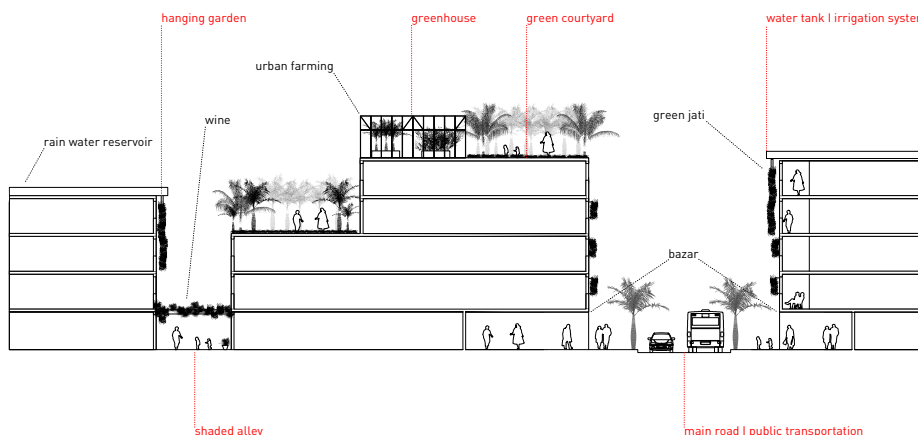 hanging garden
greenhouse
green courtyard
water tank I irrigation system
urban farming
wine
green jati
rain water reservoir
bazar
shaded alley
main road I public transportation